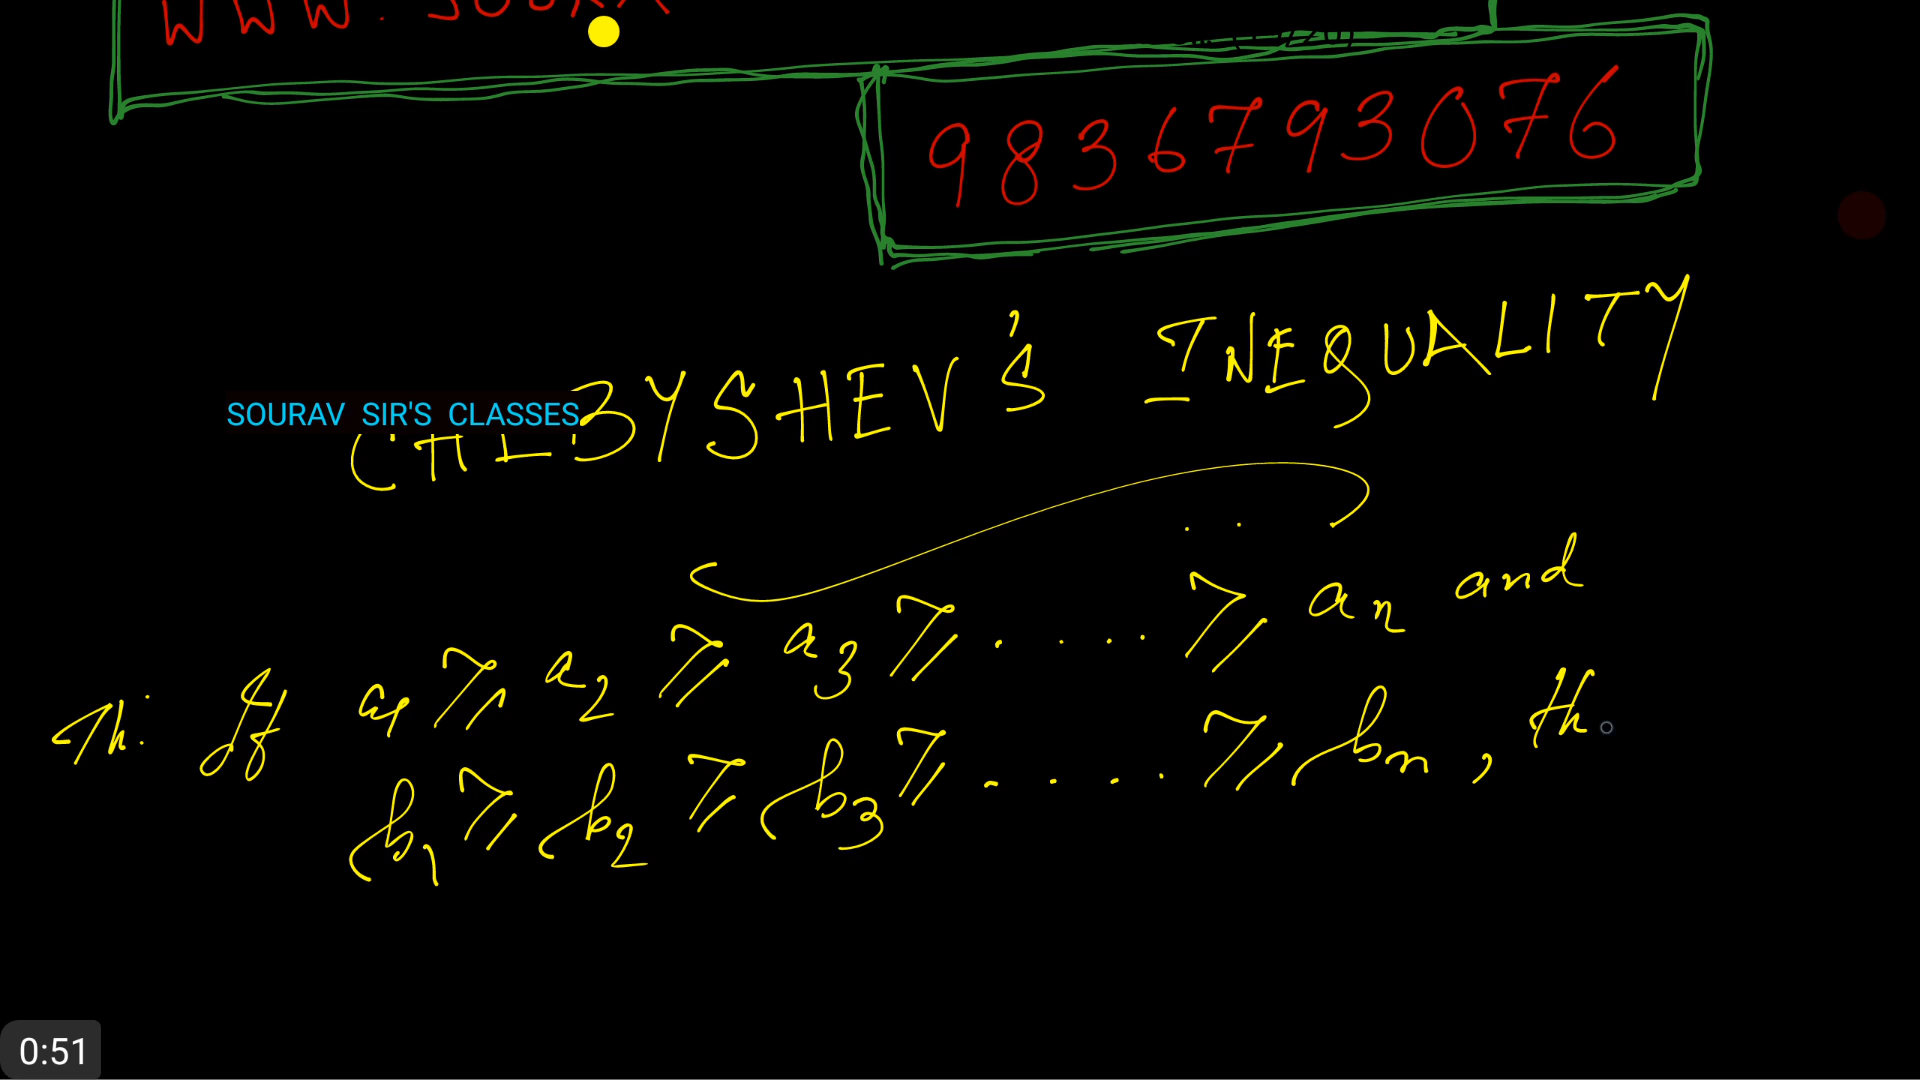 WWW. SOURA
9836793076
CHEBYSHEV'S INEQUALITY
SOURAV SIR'S CLASSES
Th: If a1 ≥ a2 ≥ a3 ≥ . . . . ≥ an and
b1 ≥ b2 ≥ b3 ≥ . . . . ≥ bn, th
0:51